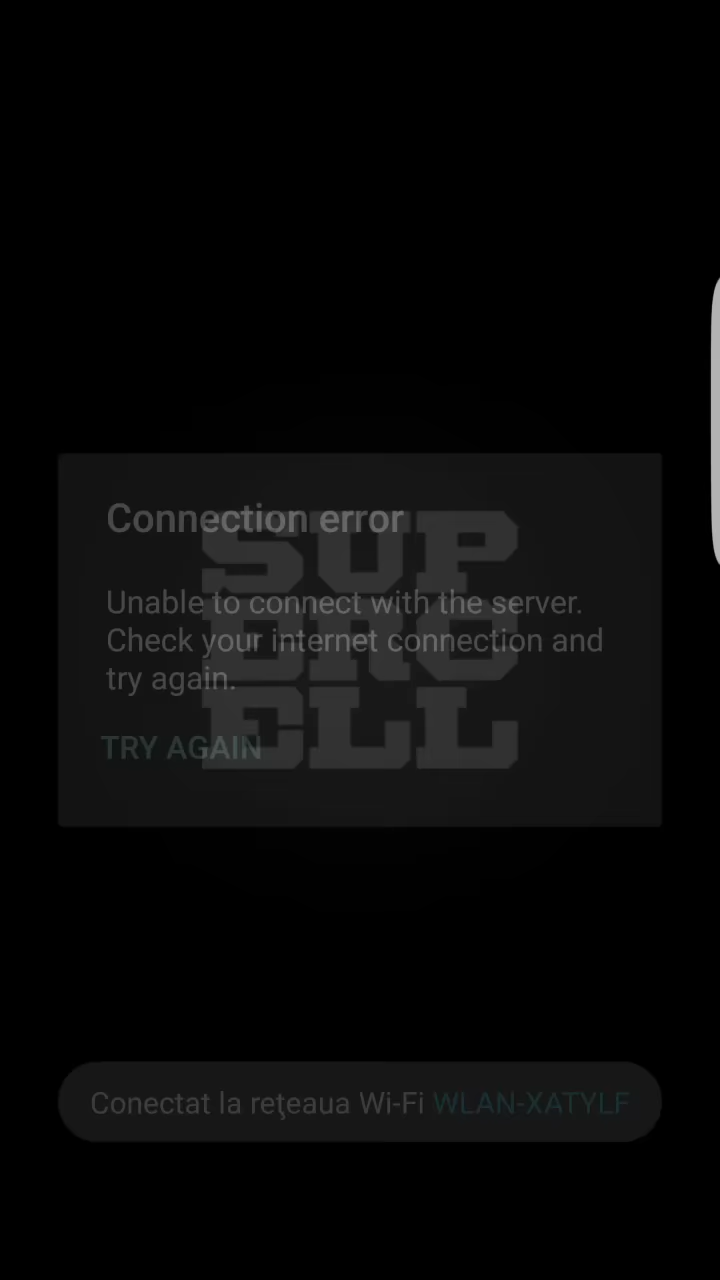 Connection error
SUP
ERC
ELL
Unable to connect with the server.
Check your internet connection and
try again.
TRY AGAIN
Conectat la reţeaua Wi-Fi WLAN-XATYLF